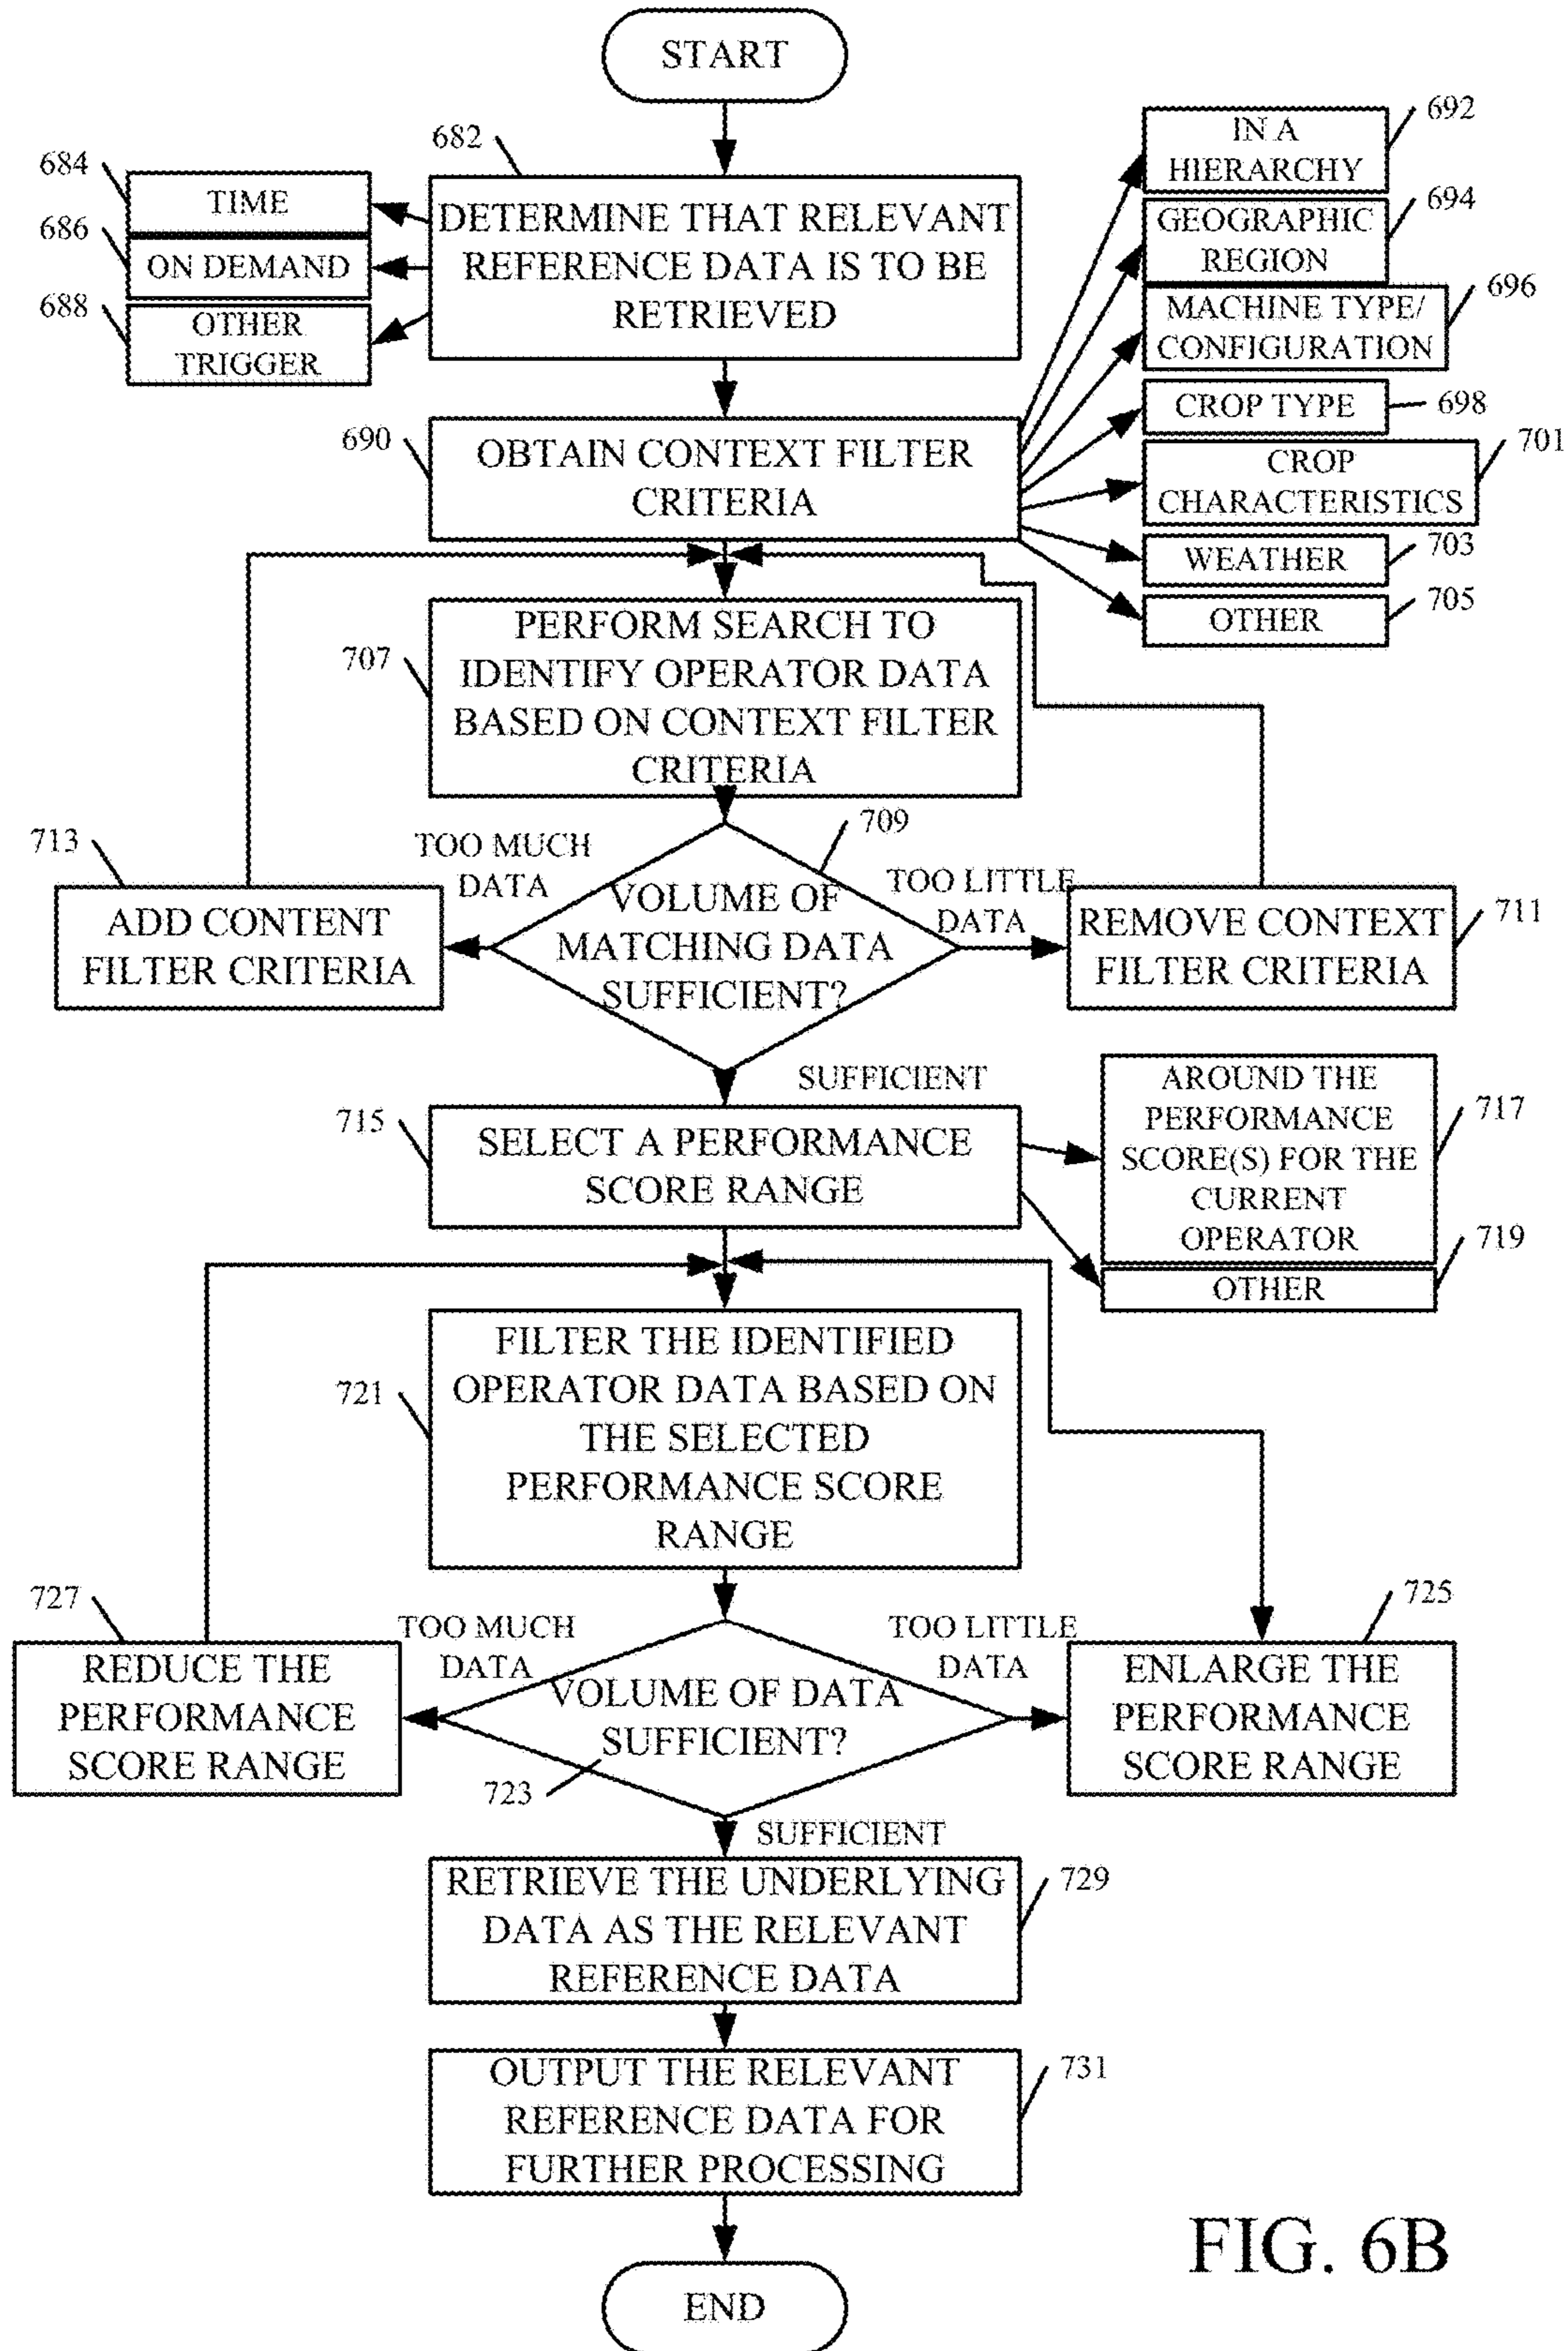 START
682
684
TIME
686
ON DEMAND
688
OTHER
TRIGGER
DETERMINE THAT RELEVANT
REFERENCE DATA IS TO BE
RETRIEVED
692
IN A
HIERARCHY
694
GEOGRAPHIC
REGION
696
MACHINE TYPE/
CONFIGURATION
CROP TYPE
698
701
CROP
CHARACTERISTICS
WEATHER
703
OTHER
705
690
OBTAIN CONTEXT FILTER
CRITERIA
707
PERFORM SEARCH TO
IDENTIFY OPERATOR DATA
BASED ON CONTEXT FILTER
CRITERIA
709
TOO MUCH
DATA
TOO LITTLE
DATA
VOLUME OF
MATCHING DATA
SUFFICIENT?
713
ADD CONTENT
FILTER CRITERIA
REMOVE CONTEXT
FILTER CRITERIA
711
SUFFICIENT
715
SELECT A PERFORMANCE
SCORE RANGE
AROUND THE
PERFORMANCE
SCORE(S) FOR THE
CURRENT
OPERATOR
717
719
OTHER
721
FILTER THE IDENTIFIED
OPERATOR DATA BASED ON
THE SELECTED
PERFORMANCE SCORE
RANGE
727
REDUCE THE
PERFORMANCE
SCORE RANGE
TOO MUCH
DATA
VOLUME OF DATA
SUFFICIENT?
723
TOO LITTLE
DATA
725
ENLARGE THE
PERFORMANCE
SCORE RANGE
SUFFICIENT
RETRIEVE THE UNDERLYING
DATA AS THE RELEVANT
REFERENCE DATA
729
OUTPUT THE RELEVANT
REFERENCE DATA FOR
FURTHER PROCESSING
731
END
FIG. 6B